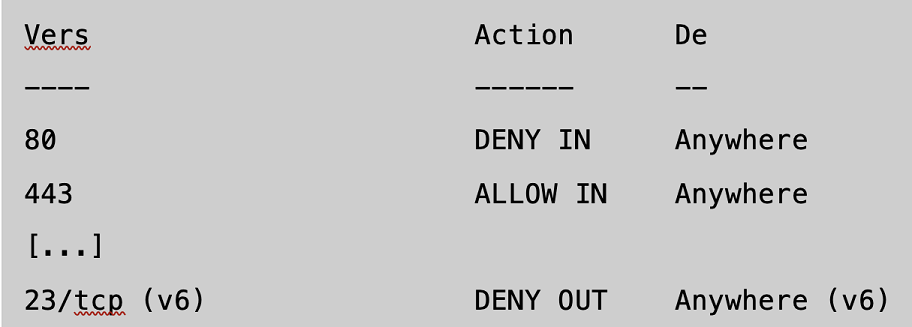 Vers Action De
---- ------ --
80 DENY IN Anywhere
443 ALLOW IN Anywhere
[...]
23/tcp (v6) DENY OUT Anywhere (v6)